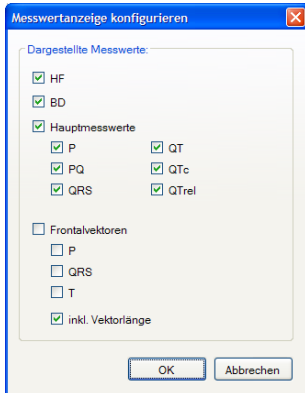 Messwertanzeige konfigurieren
Dargestellte Messwerte:
HF
BD
Hauptmesswerte
P QT
PQ QTc
QRS QTrel
Frontalvektoren
P
QRS
T
inkl. Vektorlänge
OK Abbrechen